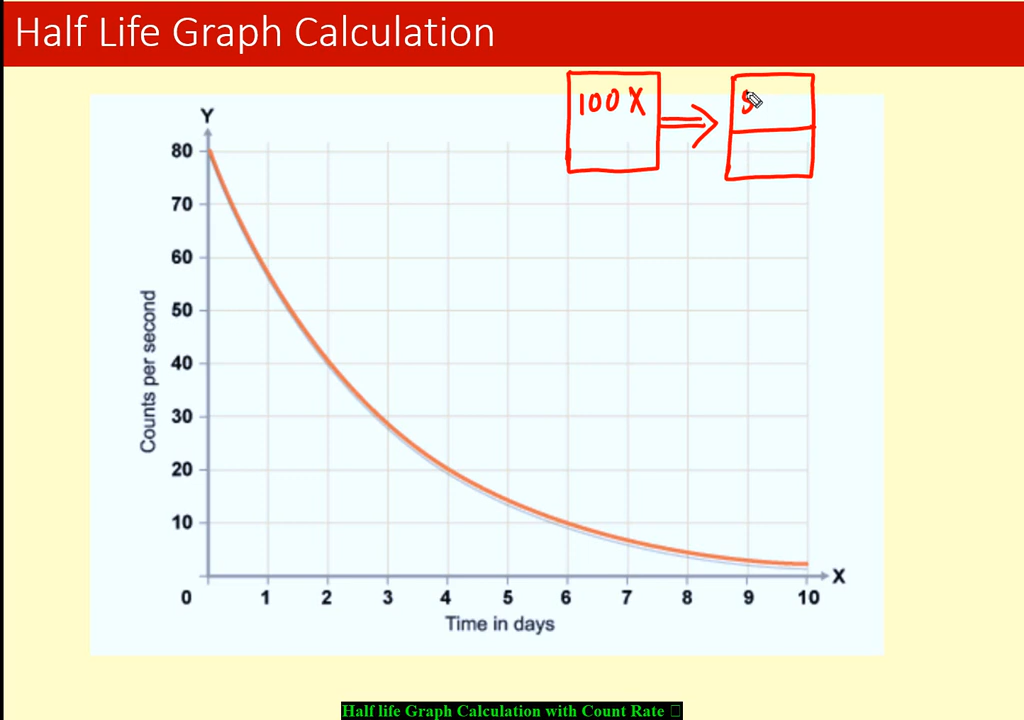 Half Life Graph Calculation
100 X
Y
80
70
60
50
40
30
20
10
Counts per second
0 1 2 3 4 5 6 7 8 9 10
X
Time in days
Half life Graph Calculation with Count Rate